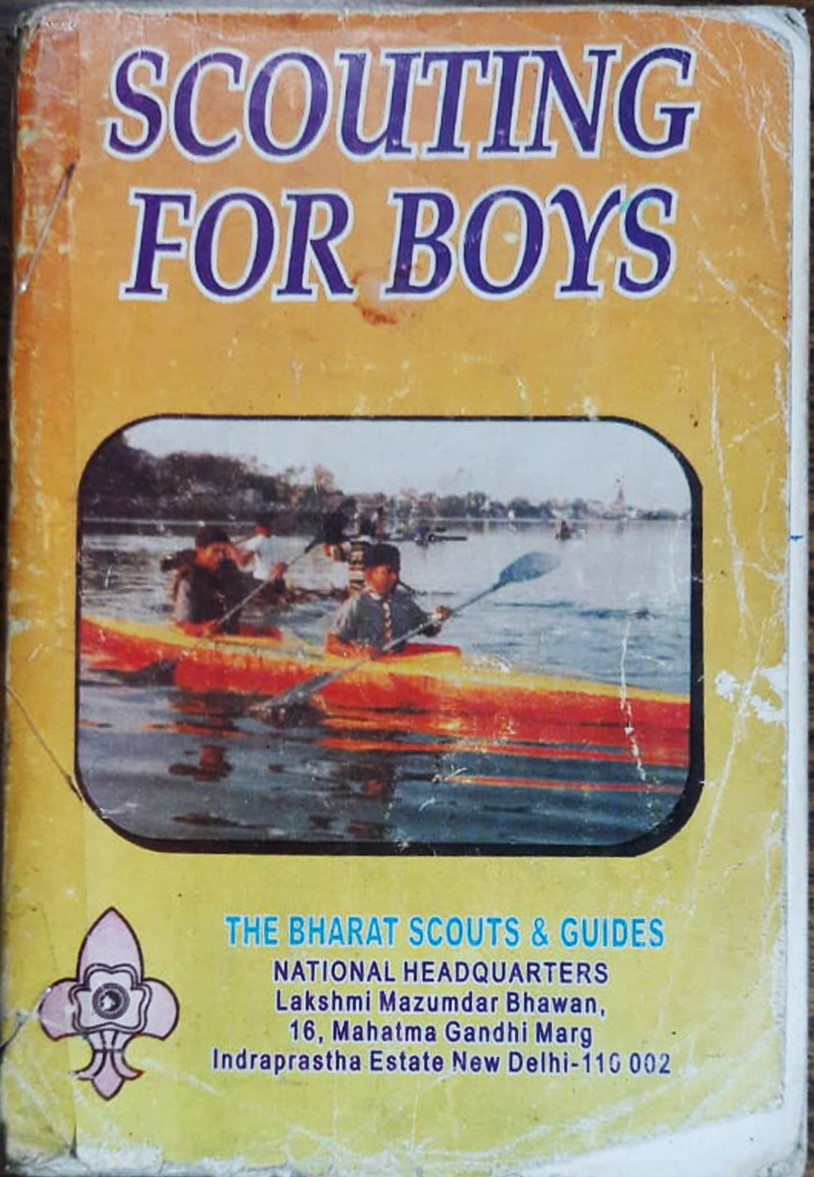 SCOUTING
FOR BOYS
THE BHARAT SCOUTS & GUIDES
NATIONAL HEADQUARTERS
Lakshmi Mazumdar Bhawan,
16, Mahatma Gandhi Marg
Indraprastha Estate New Delhi-110 002